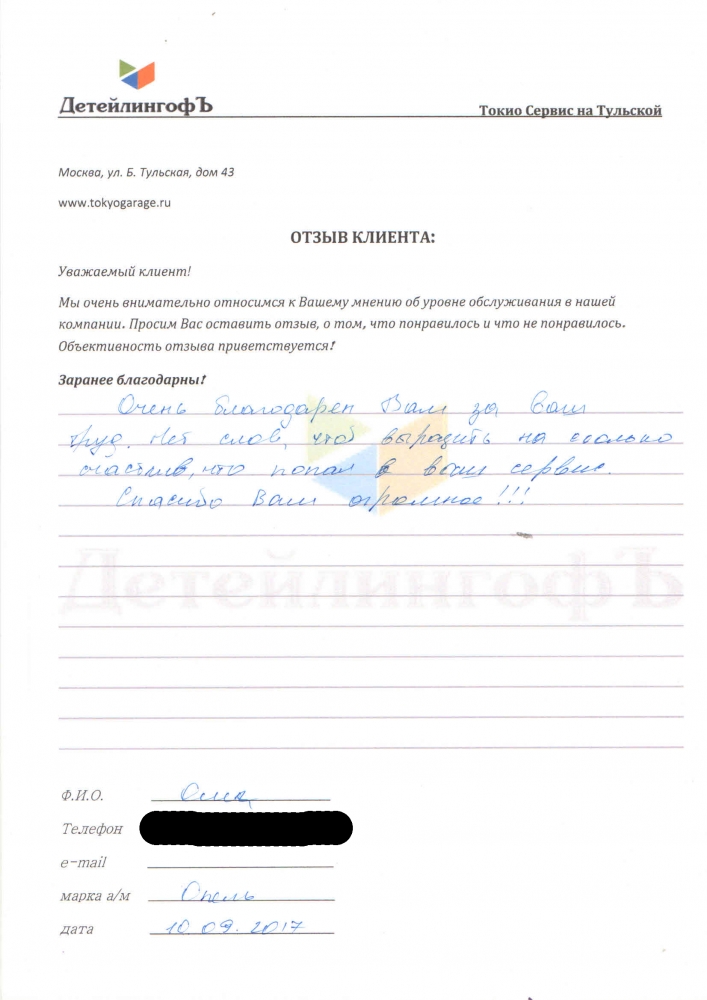 ДетейлингофЪ
Токио Сервис на Тульской
Москва, ул. Б. Тульская, дом 43
www.tokyogarage.ru
ОТЗЫВ КЛИЕНТА:
Уважаемый клиент!
Мы очень внимательно относимся к Вашему мнению об уровне обслуживания в нашей
компании. Просим Вас оставить отзыв, о том, что понравилось и что не понравилось.
Объективность отзыва приветствуется!
Заранее благодарны!
Очень благодарен Вам за ваш
труд. Нет слов, чтоб выразить на сколько
счастлив, что попал в ваш сервис.
Спасибо Вам огромное!!!
ДетейлингофЪ
Ф.И.О.
Телефон
e-mail
марка а/м Опель
дата 10.09.2017